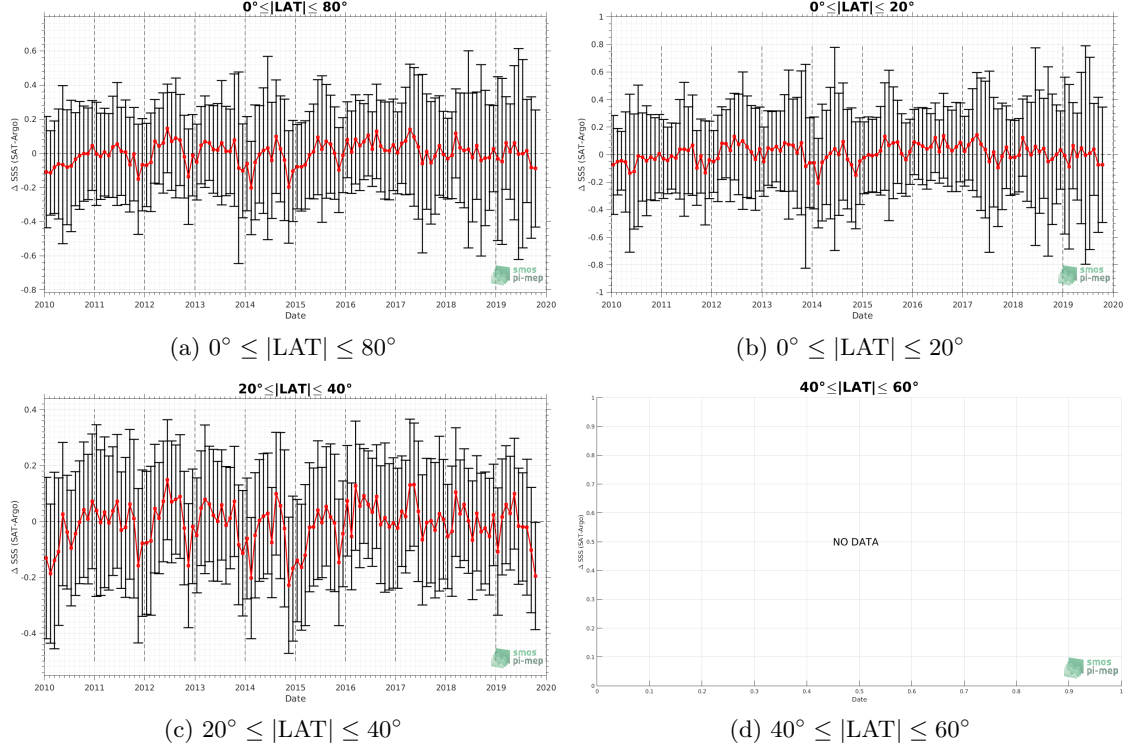 0°≤|LAT|≤ 80°
Δ SSS (SAT-Argo)
0.6
0.4
0.2
0
-0.2
-0.4
-0.6
-0.8
2010 2011 2012 2013 2014 2015 2016 2017 2018 2019 2020
Date
smos
pi-mep
(a) 0° ≤ |LAT| ≤ 80°
0°≤|LAT|≤ 20°
Δ SSS (SAT-Argo)
1
0.8
0.6
0.4
0.2
0
-0.2
-0.4
-0.6
-0.8
-1
2010 2011 2012 2013 2014 2015 2016 2017 2018 2019 2020
Date
smos
pi-mep
(b) 0° ≤ |LAT| ≤ 20°
20°≤|LAT|≤ 40°
Δ SSS (SAT-Argo)
0.4
0.2
0
-0.2
-0.4
2010 2011 2012 2013 2014 2015 2016 2017 2018 2019 2020
Date
smos
pi-mep
(c) 20° ≤ |LAT| ≤ 40°
40°≤|LAT|≤ 60°
Δ SSS (SAT-Argo)
1
0.9
0.8
0.7
0.6
0.5
0.4
0.3
0.2
0.1
0
NO DATA
0 0.1 0.2 0.3 0.4 0.5 0.6 0.7 0.8 0.9 1
Date
smos
pi-mep
(d) 40° ≤ |LAT| ≤ 60°